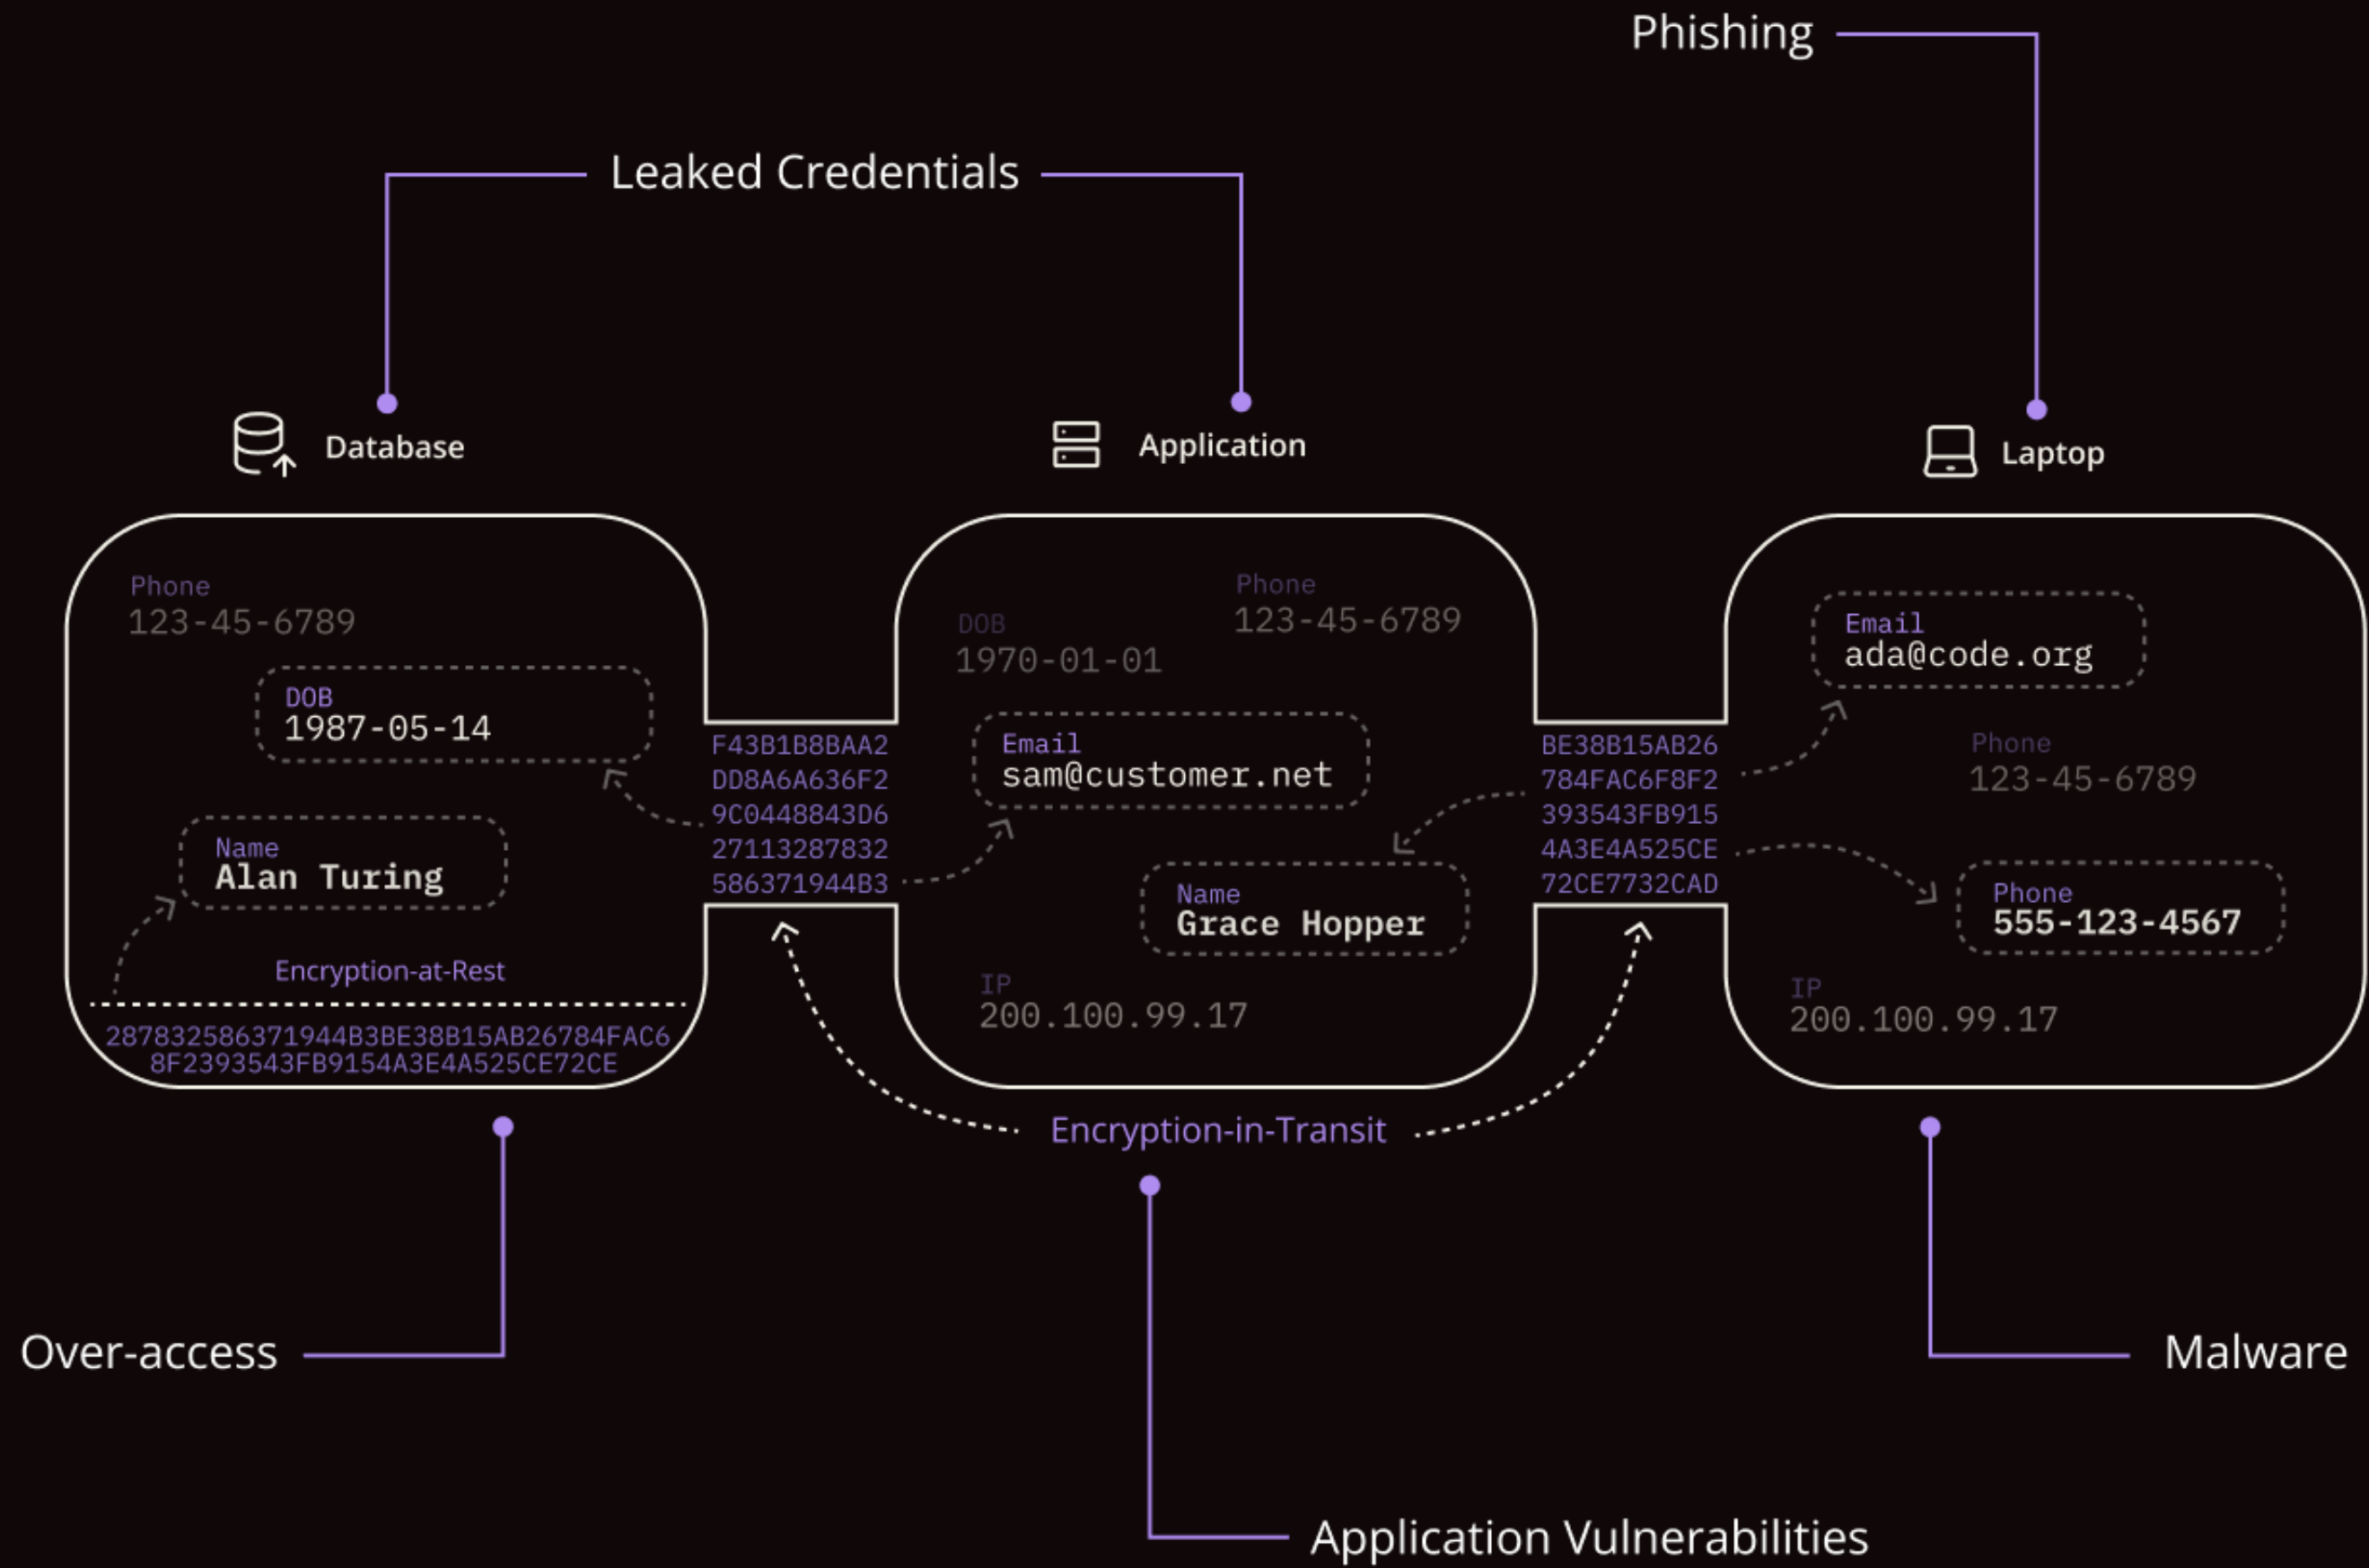 Phishing
Leaked Credentials
Database
Application
Laptop
Phone
123-45-6789
DOB
1987-05-14
Name
Alan Turing
Encryption-at-Rest
287832586371944B3BE38B15AB26784FAC6
8F2393543FB9154A3E4A525CE72CE
F43B1B8BAA2
DD8A6A636F2
9C0448843D6
27113287832
586371944B3
Phone
123-45-6789
DOB
1970-01-01
Email
sam@customer.net
Name
Grace Hopper
IP
200.100.99.17
BE38B15AB26
784FAC6F8F2
393543FB915
4A3E4A525CE
72CE7732CAD
Email
ada@code.org
Phone
123-45-6789
Phone
555-123-4567
IP
200.100.99.17
Encryption-in-Transit
Over-access
Malware
Application Vulnerabilities